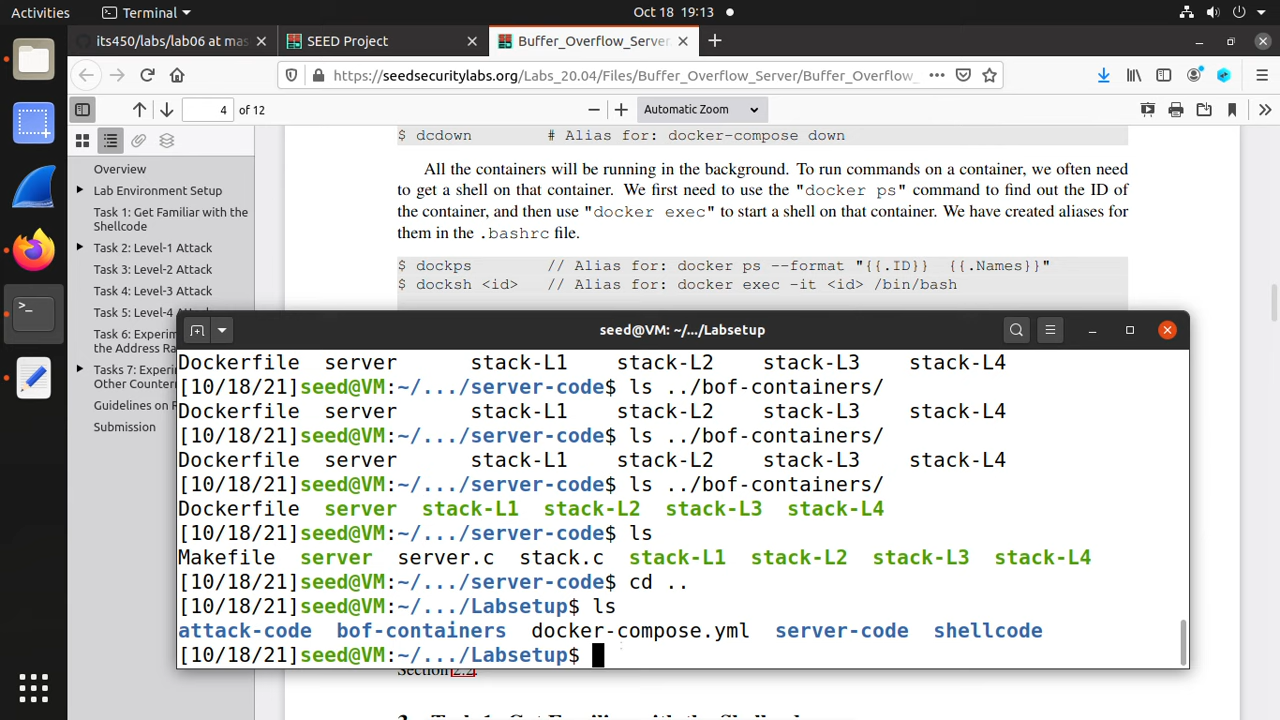 Activities
Terminal
Oct 18 19:13
its450/labs/lab06 at mas
SEED Project
Buffer_Overflow_Server.
https://seedsecuritylabs.org/Labs_20.04/Files/Buffer_Overflow_Server/Buffer_Overflow_
4 of 12
Automatic Zoom
Overview
Lab Environment Setup
Task 1: Get Familiar with the
Shellcode
Task 2: Level-1 Attack
Task 3: Level-2 Attack
Task 4: Level-3 Attack
Task 5: Level-4
Task 6: Experim
the Address Ra
Tasks 7: Experi
Other Counter
Guidelines on R
Submission
$ dcdown # Alias for: docker-compose down
All the containers will be running in the background. To run commands on a container, we often need
to get a shell on that container. We first need to use the "docker ps" command to find out the ID of
the container, and then use "docker exec" to start a shell on that container. We have created aliases for
them in the .bashrc file.
$ dockps // Alias for: docker ps --format "{{.ID}} {{.Names}}"
$ docksh <id> // Alias for: docker exec -it <id> /bin/bash
seed@VM: ~/.../Labsetup
Dockerfile server stack-L1 stack-L2 stack-L3 stack-L4
[10/18/21]seed@VM:~/.../server-code$ ls ../bof-containers/
Dockerfile server stack-L1 stack-L2 stack-L3 stack-L4
[10/18/21]seed@VM:~/.../server-code$ ls ../bof-containers/
Dockerfile server stack-L1 stack-L2 stack-L3 stack-L4
[10/18/21]seed@VM:~/.../server-code$ ls ../bof-containers/
Dockerfile server stack-L1 stack-L2 stack-L3 stack-L4
[10/18/21]seed@VM:~/.../server-code$ ls
Makefile server server.c stack.c stack-L1 stack-L2 stack-L3 stack-L4
[10/18/21]seed@VM:~/.../server-code$ cd ..
[10/18/21]seed@VM:~/.../Labsetup$ ls
attack-code bof-containers docker-compose.yml server-code shellcode
[10/18/21]seed@VM:~/.../Labsetup$
Section 2.2.